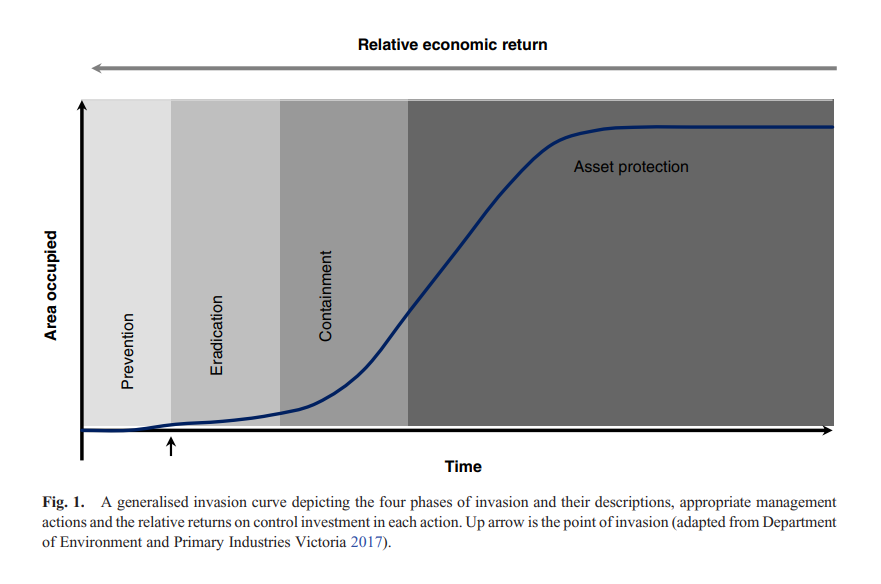 Relative economic return
Asset protection
Area occupied
Prevention
Eradication
Containment
Time
Fig. 1. A generalised invasion curve depicting the four phases of invasion and their descriptions, appropriate management
actions and the relative returns on control investment in each action. Up arrow is the point of invasion (adapted from Department
of Environment and Primary Industries Victoria 2017).